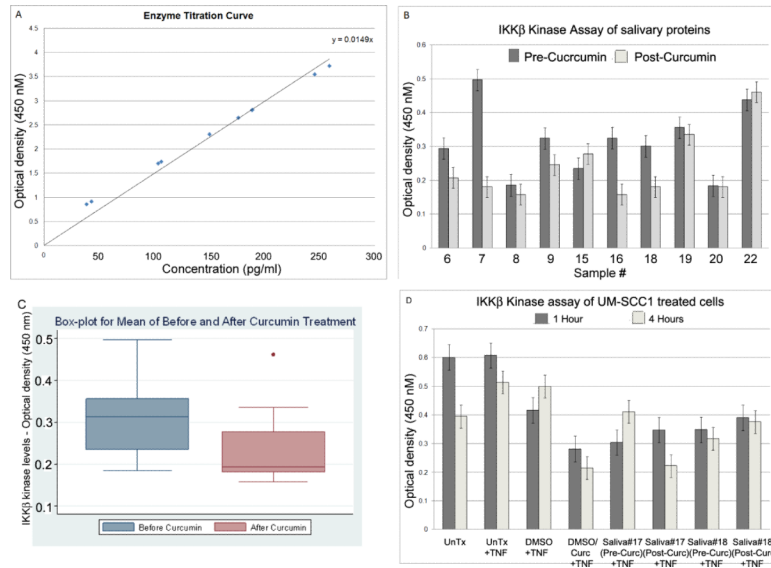 A
Enzyme Titration Curve
y = 0.0149x
Optical density (450 nM)
4.5
4
3.5
3
2.5
2
1.5
1
0.5
0
0
50
100
150
200
250
300
Concentration (pg/ml)
B
IKKβ Kinase Assay of salivary proteins
Pre-Cucrcumin
Post-Curcumin
Optical density (450 nM)
0.6
0.5
0.4
0.3
0.2
0.1
0
6 7 8 9 15 16 18 19 20 22
Sample #
C
Box-plot for Mean of Before and After Curcumin Treatment
IKKβ kinase levels - Optical density (450 nm)
0.5
0.4
0.3
0.2
0.1
Before Curcumin
After Curcumin
D
IKKβ Kinase assay of UM-SCC1 treated cells
1 Hour
4 Hours
Optical density (450 nM)
0.7
0.6
0.5
0.4
0.3
0.2
0.1
0
UnTx
UnTx
+TNF
DMSO
+TNF
DMSO/
Curc
+TNF
Saliva#17
(Pre-Curc)
+TNF
Saliva#17
(Post-Curc)
+TNF
Saliva#18
(Pre-Curc)
+TNF
Saliva#18
(Post-Curc)
+TNF